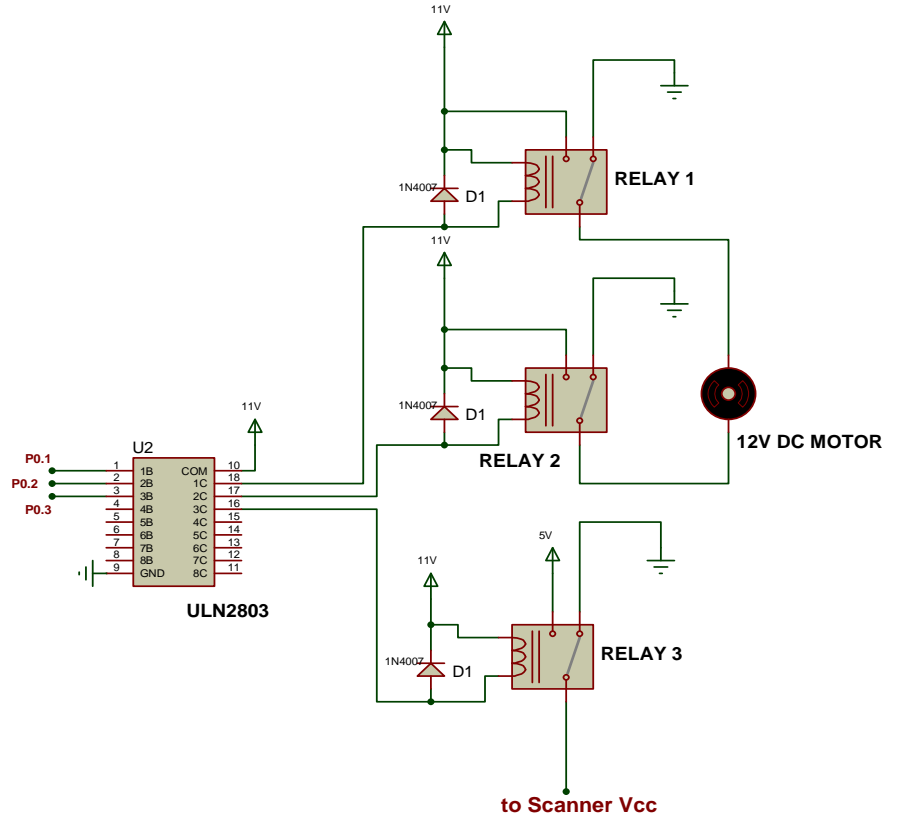 11V
RELAY 1
1N4007
D1
11V
1N4007
D1
RELAY 2
12V DC MOTOR
11V
U2
P0.1
P0.2
P0.3
1 1B COM 10
2 2B 1C 18
3 3B 2C 17
4 4B 3C 16
5 5B 4C 15
6 6B 5C 14
7 7B 6C 13
8 8B 7C 12
9 GND 8C 11
ULN2803
11V
5V
1N4007
D1
RELAY 3
to Scanner Vcc